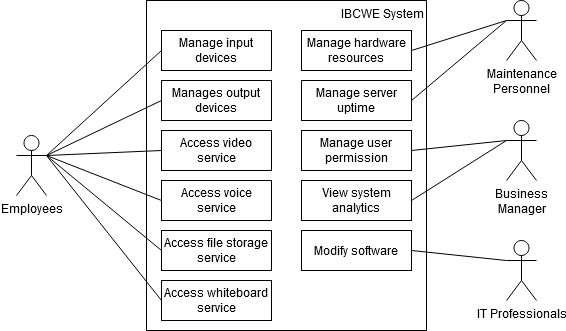 IBCWE System
Manage input
devices
Manages output
devices
Access video
service
Access voice
service
Access file storage
service
Access whiteboard
service
Manage hardware
resources
Manage server
uptime
Manage user
permission
View system
analytics
Modify software
Employees
Maintenance
Personnel
Business
Manager
IT Professionals